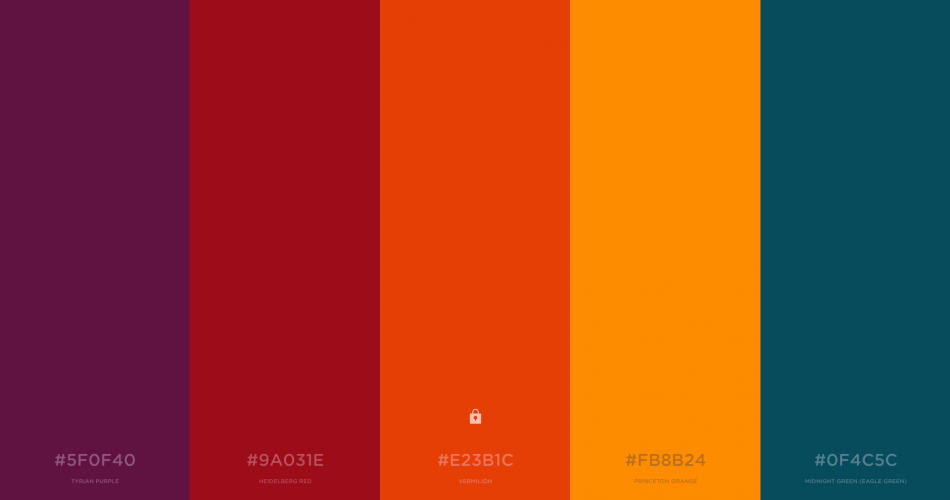 #5F0F40
TYRIAN PURPLE
#9A031E
HEIDELBERG RED
#E23B1C
VERMILION
#FB8B24
PRINCETON ORANGE
#0F4C5C
MIDNIGHT GREEN (EAGLE GREEN)